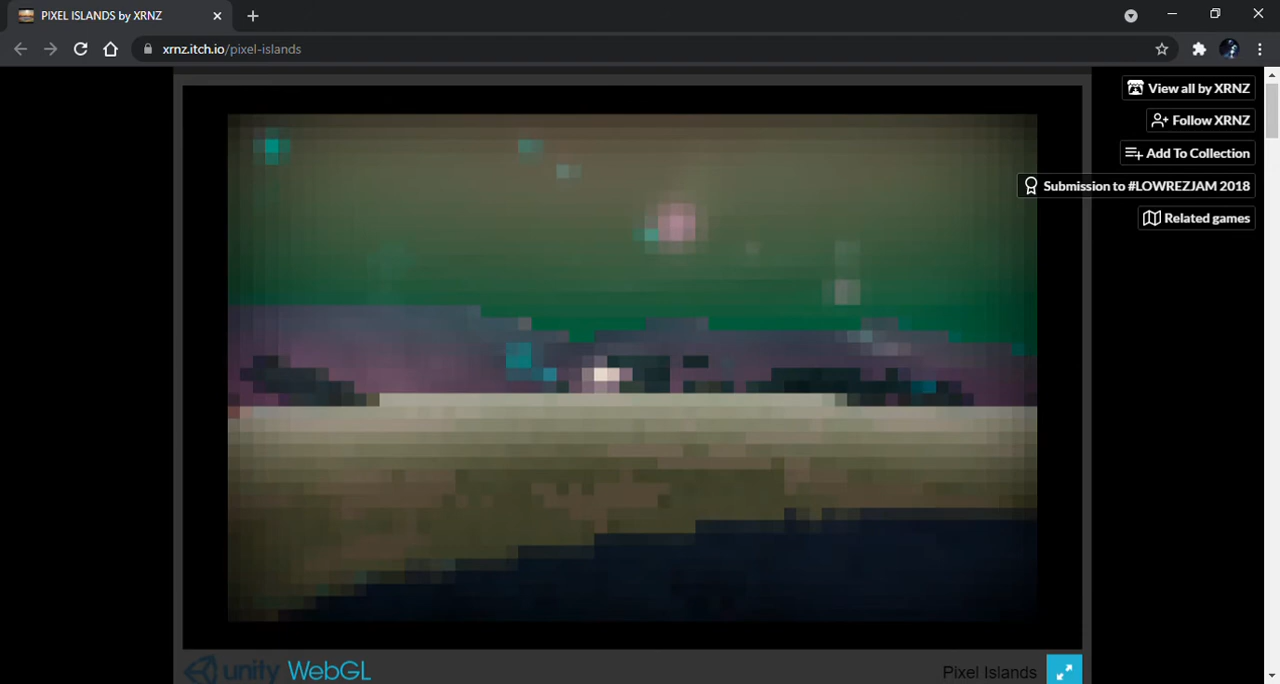 PIXEL ISLANDS by XRNZ
xrnz.itch.io/pixel-islands
View all by XRNZ
Follow XRNZ
Add To Collection
Submission to #LOWREZJAM 2018
Related games
unity WebGL
Pixel Islands